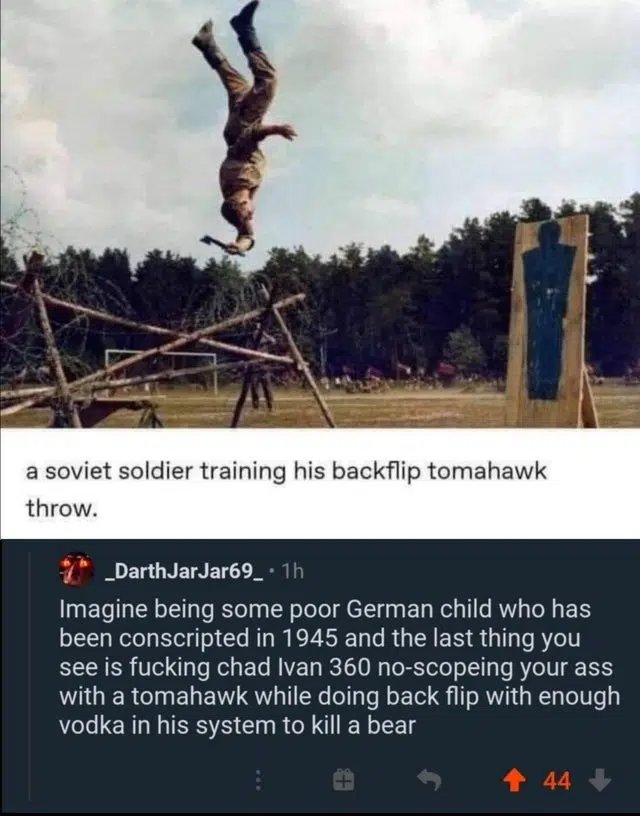 a soviet soldier training his backflip tomahawk
throw.
_DarthJarJar69_ • 1h
Imagine being some poor German child who has
been conscripted in 1945 and the last thing you
see is fucking chad Ivan 360 no-scopeing your ass
with a tomahawk while doing back flip with enough
vodka in his system to kill a bear
44